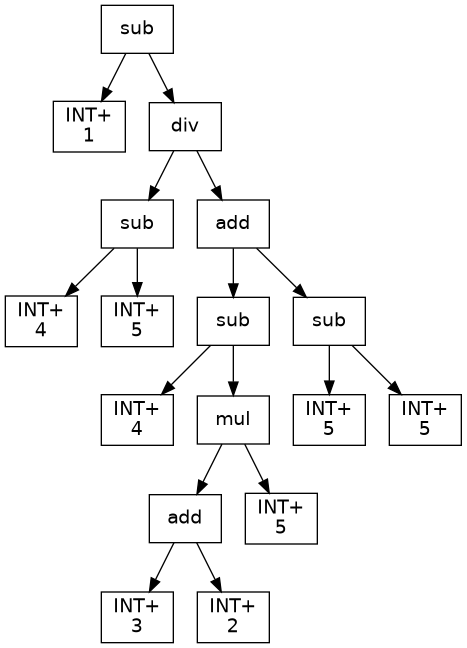 sub
INT+
1
div
sub
add
INT+
4
INT+
5
sub
sub
INT+
4
mul
INT+
5
INT+
5
add
INT+
5
INT+
3
INT+
2